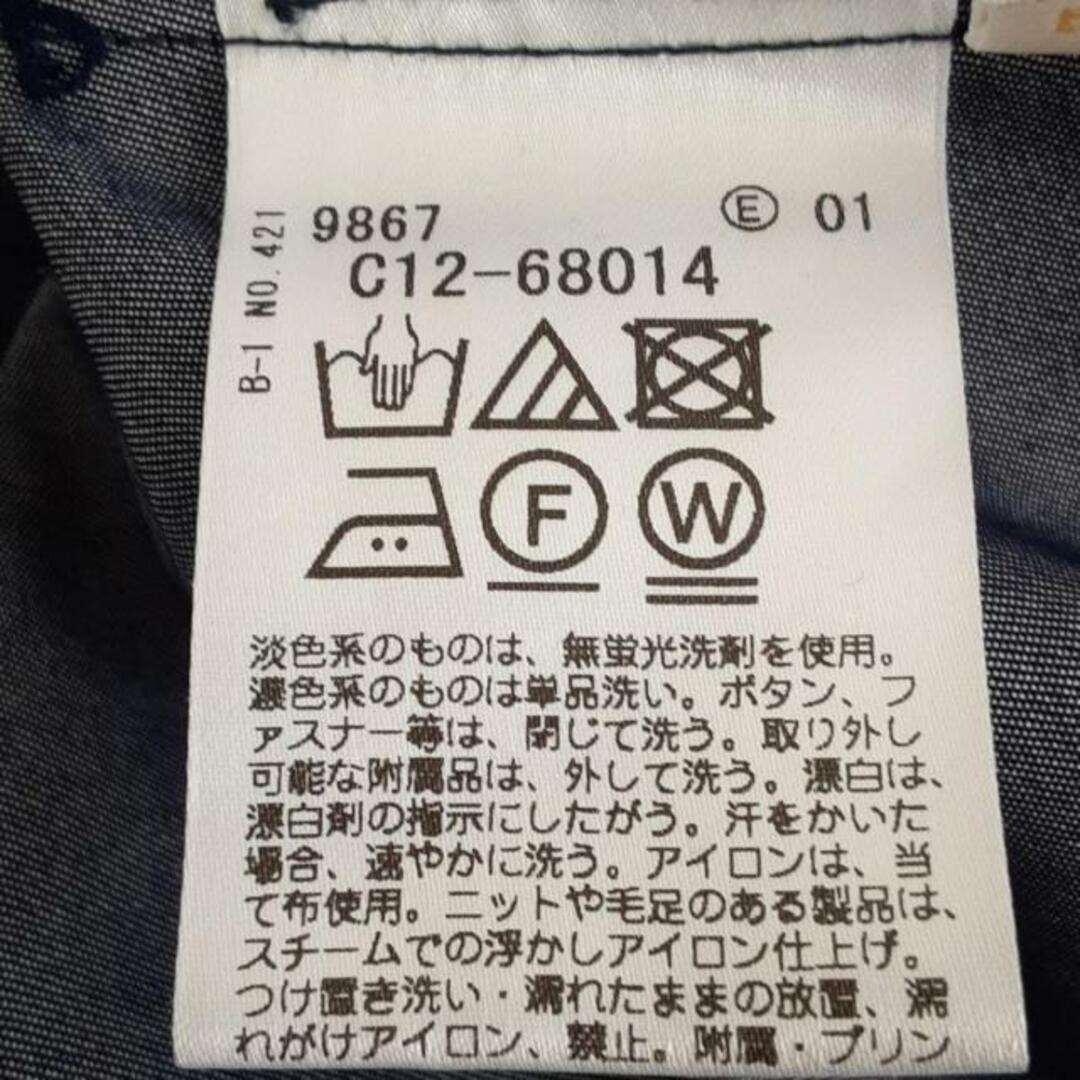 9867 Ⓔ 01
C12-68014
B-1 NO.421
F W
淡色系のものは、無蛍光洗剤を使用。
濃色系のものは単品洗い。ボタン、フ
ァスナー等は、閉じて洗う。取り外し
可能な附属品は、外して洗う。漂白は、
漂白剤の指示にしたがう。汗をかいた
場合、速やかに洗う。アイロンは、当
て布使用。ニットや毛足のある製品は、
スチームでの浮かしアイロン仕上げ。
つけ置き洗い・濡れたままの放置、濡
れがけアイロン、禁止。附属・プリン